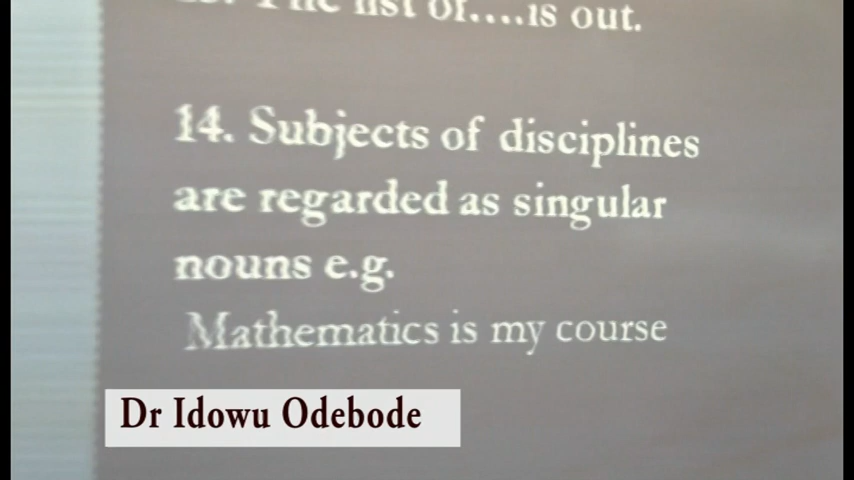 The list of....is out.
14. Subjects of disciplines
are regarded as singular
nouns e.g.
Mathematics is my course
Dr Idowu Odebode